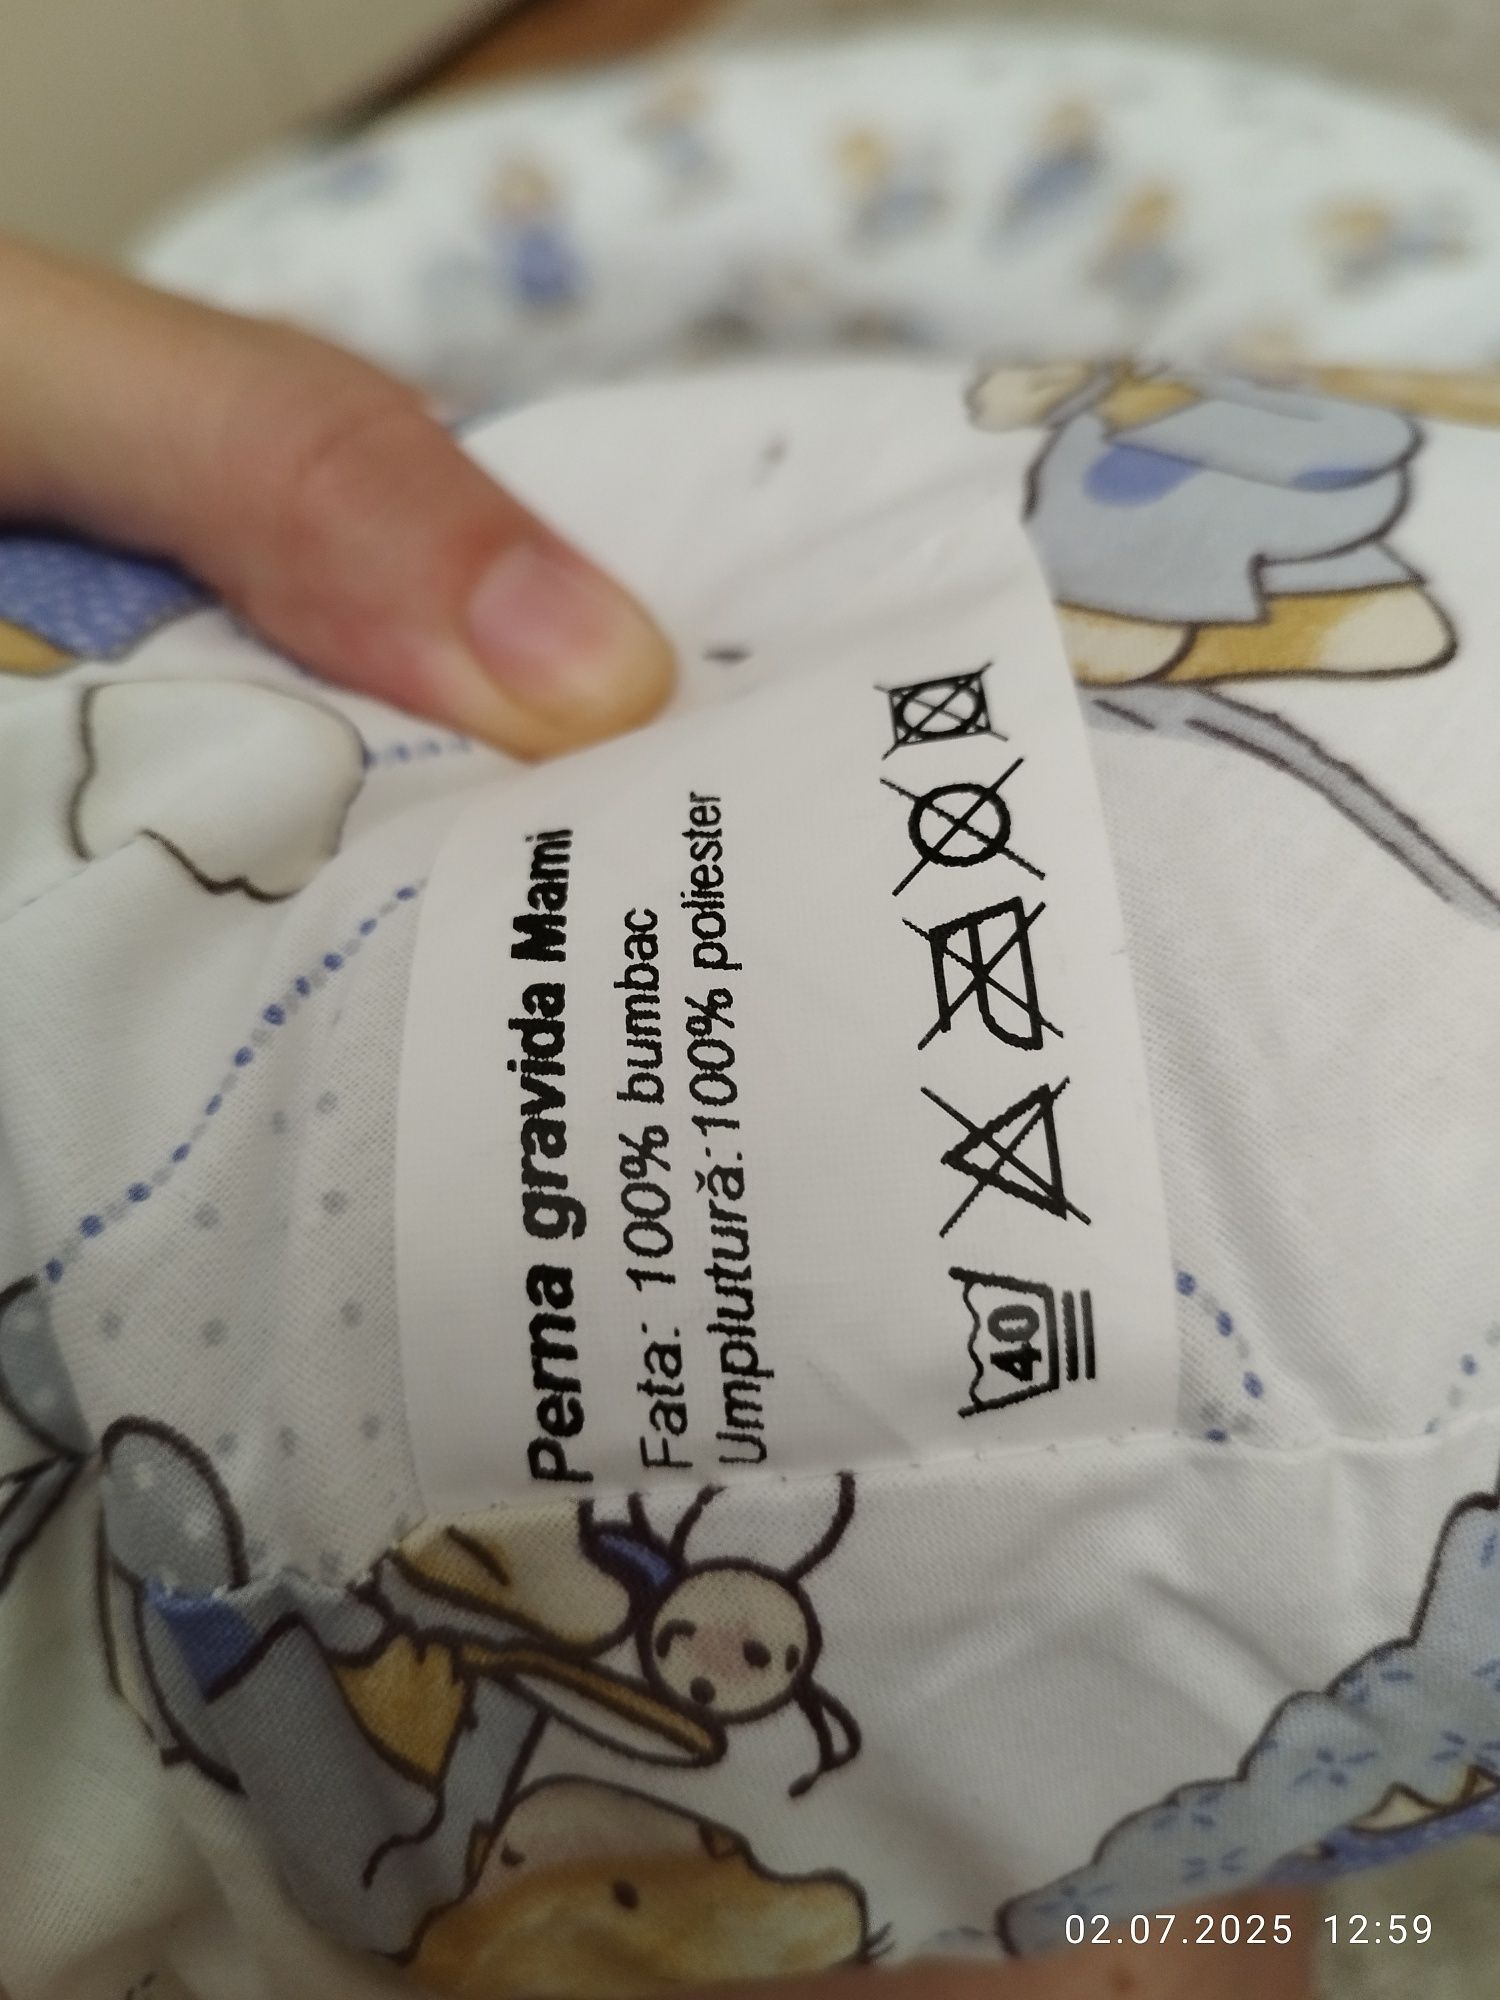 Perna gravida Mami
Fata: 100% bumbac
Umplutură:100% poliester
40
02.07.2025 12:59